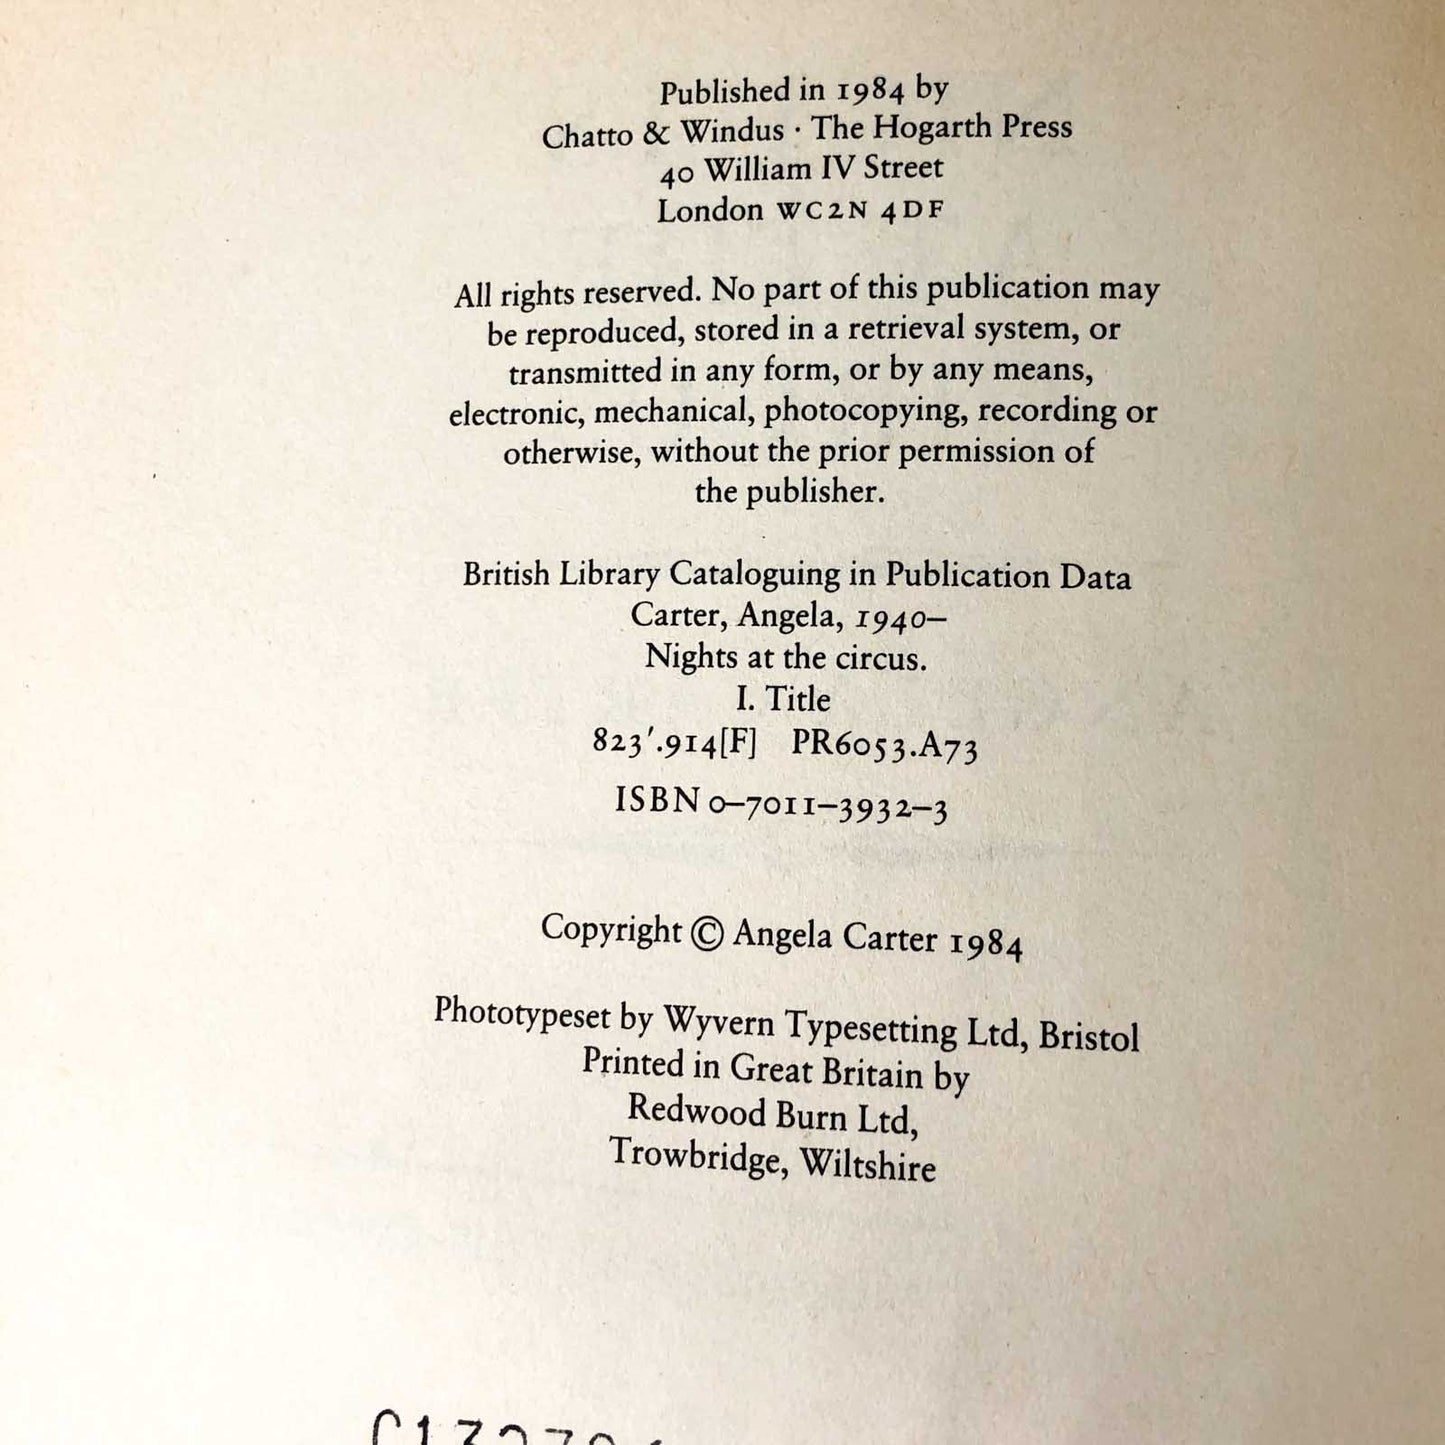 Published in 1984 by
Chatto & Windus · The Hogarth Press
40 William IV Street
London WC2N 4DF
All rights reserved. No part of this publication may
be reproduced, stored in a retrieval system, or
transmitted in any form, or by any means,
electronic, mechanical, photocopying, recording or
otherwise, without the prior permission of
the publisher.
British Library Cataloguing in Publication Data
Carter, Angela, 1940–
Nights at the circus.
I. Title
823′.914[F] PR6053.A73
ISBN 0–7011–3932–3
Copyright © Angela Carter 1984
Phototypeset by Wyvern Typesetting Ltd, Bristol
Printed in Great Britain by
Redwood Burn Ltd,
Trowbridge, Wiltshire